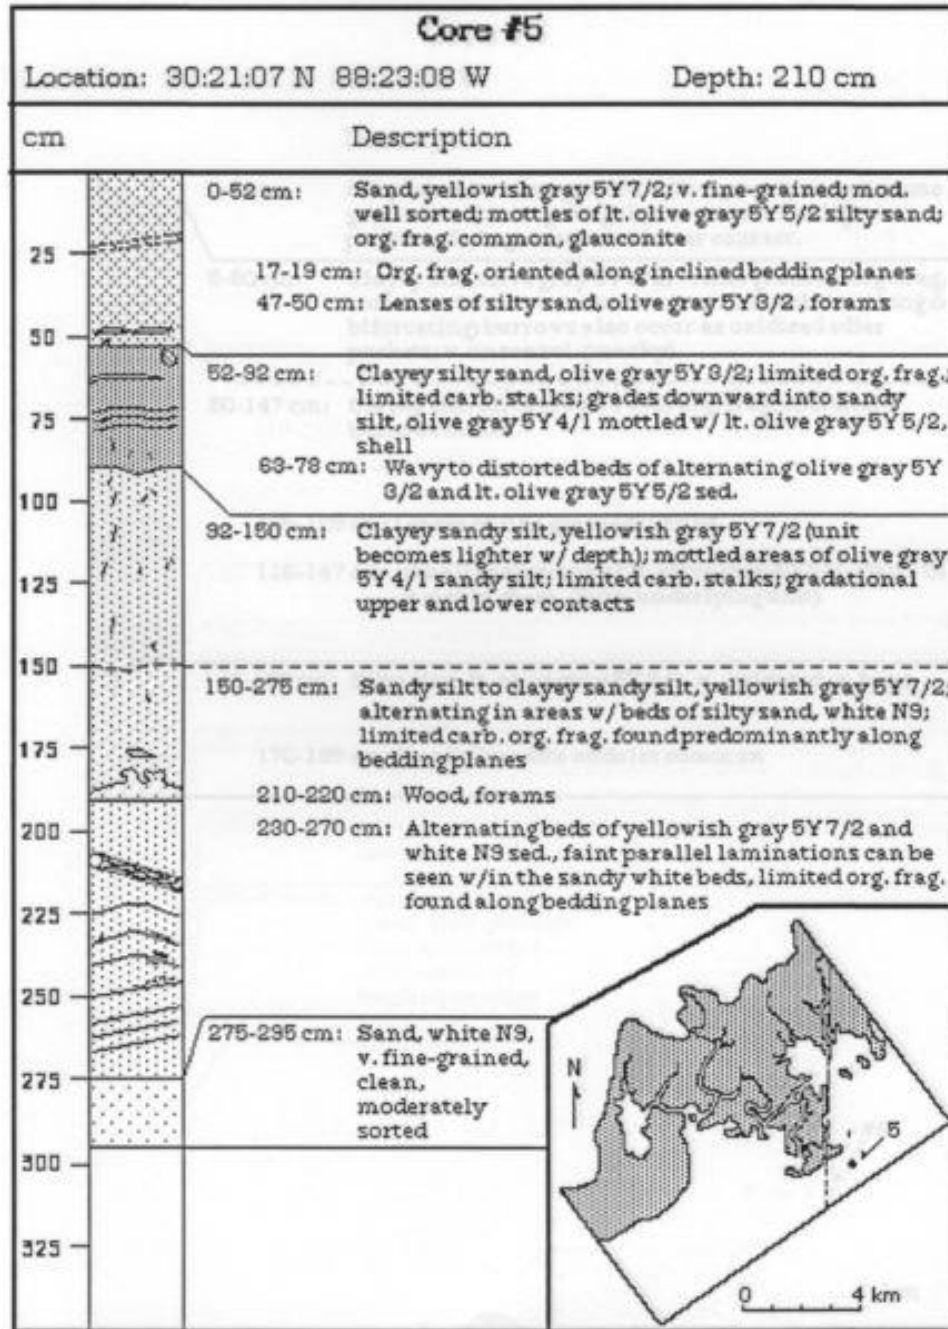 Core #5
Location: 30:21:07 N 88:23:08 W Depth: 210 cm
cm Description
0-52 cm: Sand, yellowish gray 5Y 7/2; v. fine-grained; mod.
well sorted; mottles of lt. olive gray 5Y 5/2 silty sand;
org. frag. common, glauconite
17-19 cm: Org. frag. oriented along inclined bedding planes
47-50 cm: Lenses of silty sand, olive gray 5Y 3/2, forams
52-92 cm: Clayey silty sand, olive gray 5Y 3/2; limited org. frag.;
limited carb. stalks; grades downward into sandy
silt, olive gray 5Y 4/1 mottled w/ lt. olive gray 5Y 5/2,
shell
63-78 cm: Wavy to distorted beds of alternating olive gray 5Y
3/2 and lt. olive gray 5Y 5/2 sed.
92-150 cm: Clayey sandy silt, yellowish gray 5Y 7/2 (unit
becomes lighter w/ depth); mottled areas of olive gray
5Y 4/1 sandy silt; limited carb. stalks; gradational
upper and lower contacts
150-275 cm: Sandy silt to clayey sandy silt, yellowish gray 5Y 7/2;
alternating in areas w/ beds of silty sand, white N9;
limited carb. org. frag. found predominantly along
bedding planes
210-220 cm: Wood, forams
230-270 cm: Alternating beds of yellowish gray 5Y 7/2 and
white N9 sed., faint parallel laminations can be
seen w/in the sandy white beds, limited org. frag.
found along bedding planes
275-295 cm: Sand, white N9,
v. fine-grained,
clean,
moderately
sorted
25
50
75
100
125
150
175
200
225
250
275
300
325
N
5
0 4 km